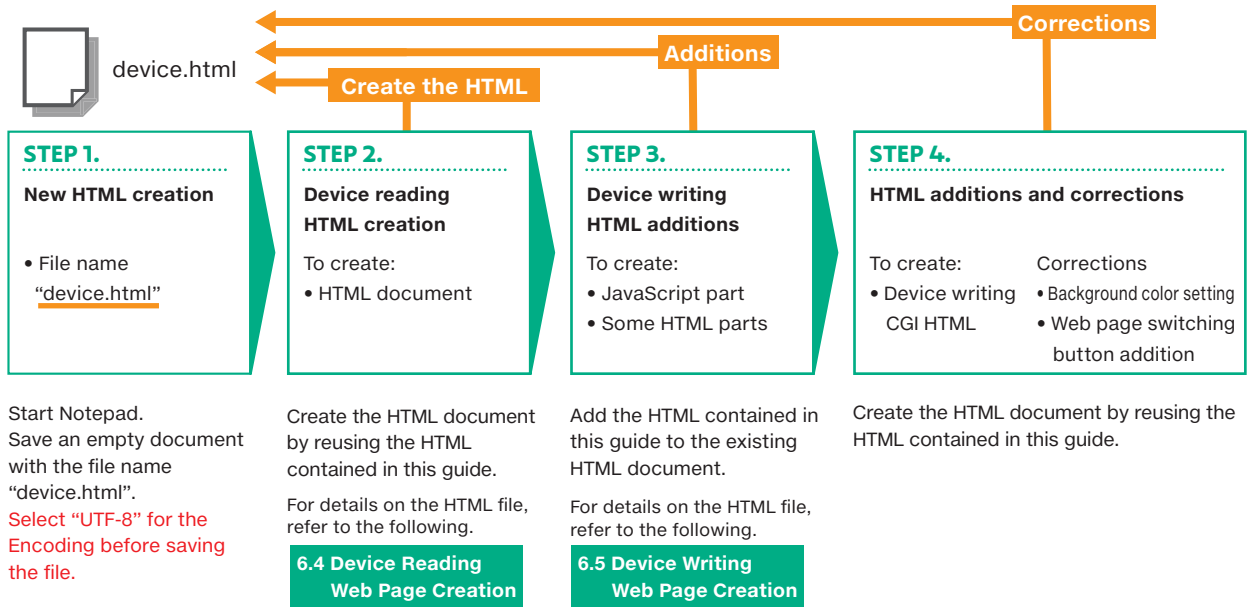 Corrections
Additions
Create the HTML
device.html
STEP 1.
New HTML creation
• File name
“device.html”
Start Notepad.
Save an empty document
with the file name
“device.html”.
Select “UTF-8” for the
Encoding before saving
the file.
STEP 2.
Device reading
HTML creation
To create:
• HTML document
Create the HTML document
by reusing the HTML
contained in this guide.
For details on the HTML file,
refer to the following.
6.4 Device Reading
Web Page Creation
STEP 3.
Device writing
HTML additions
To create:
• JavaScript part
• Some HTML parts
Add the HTML contained in
this guide to the existing
HTML document.
For details on the HTML file,
refer to the following.
6.5 Device Writing
Web Page Creation
STEP 4.
HTML additions and corrections
To create:
• Device writing
CGI HTML
Corrections
• Background color setting
• Web page switching
button addition
Create the HTML document by reusing the
HTML contained in this guide.